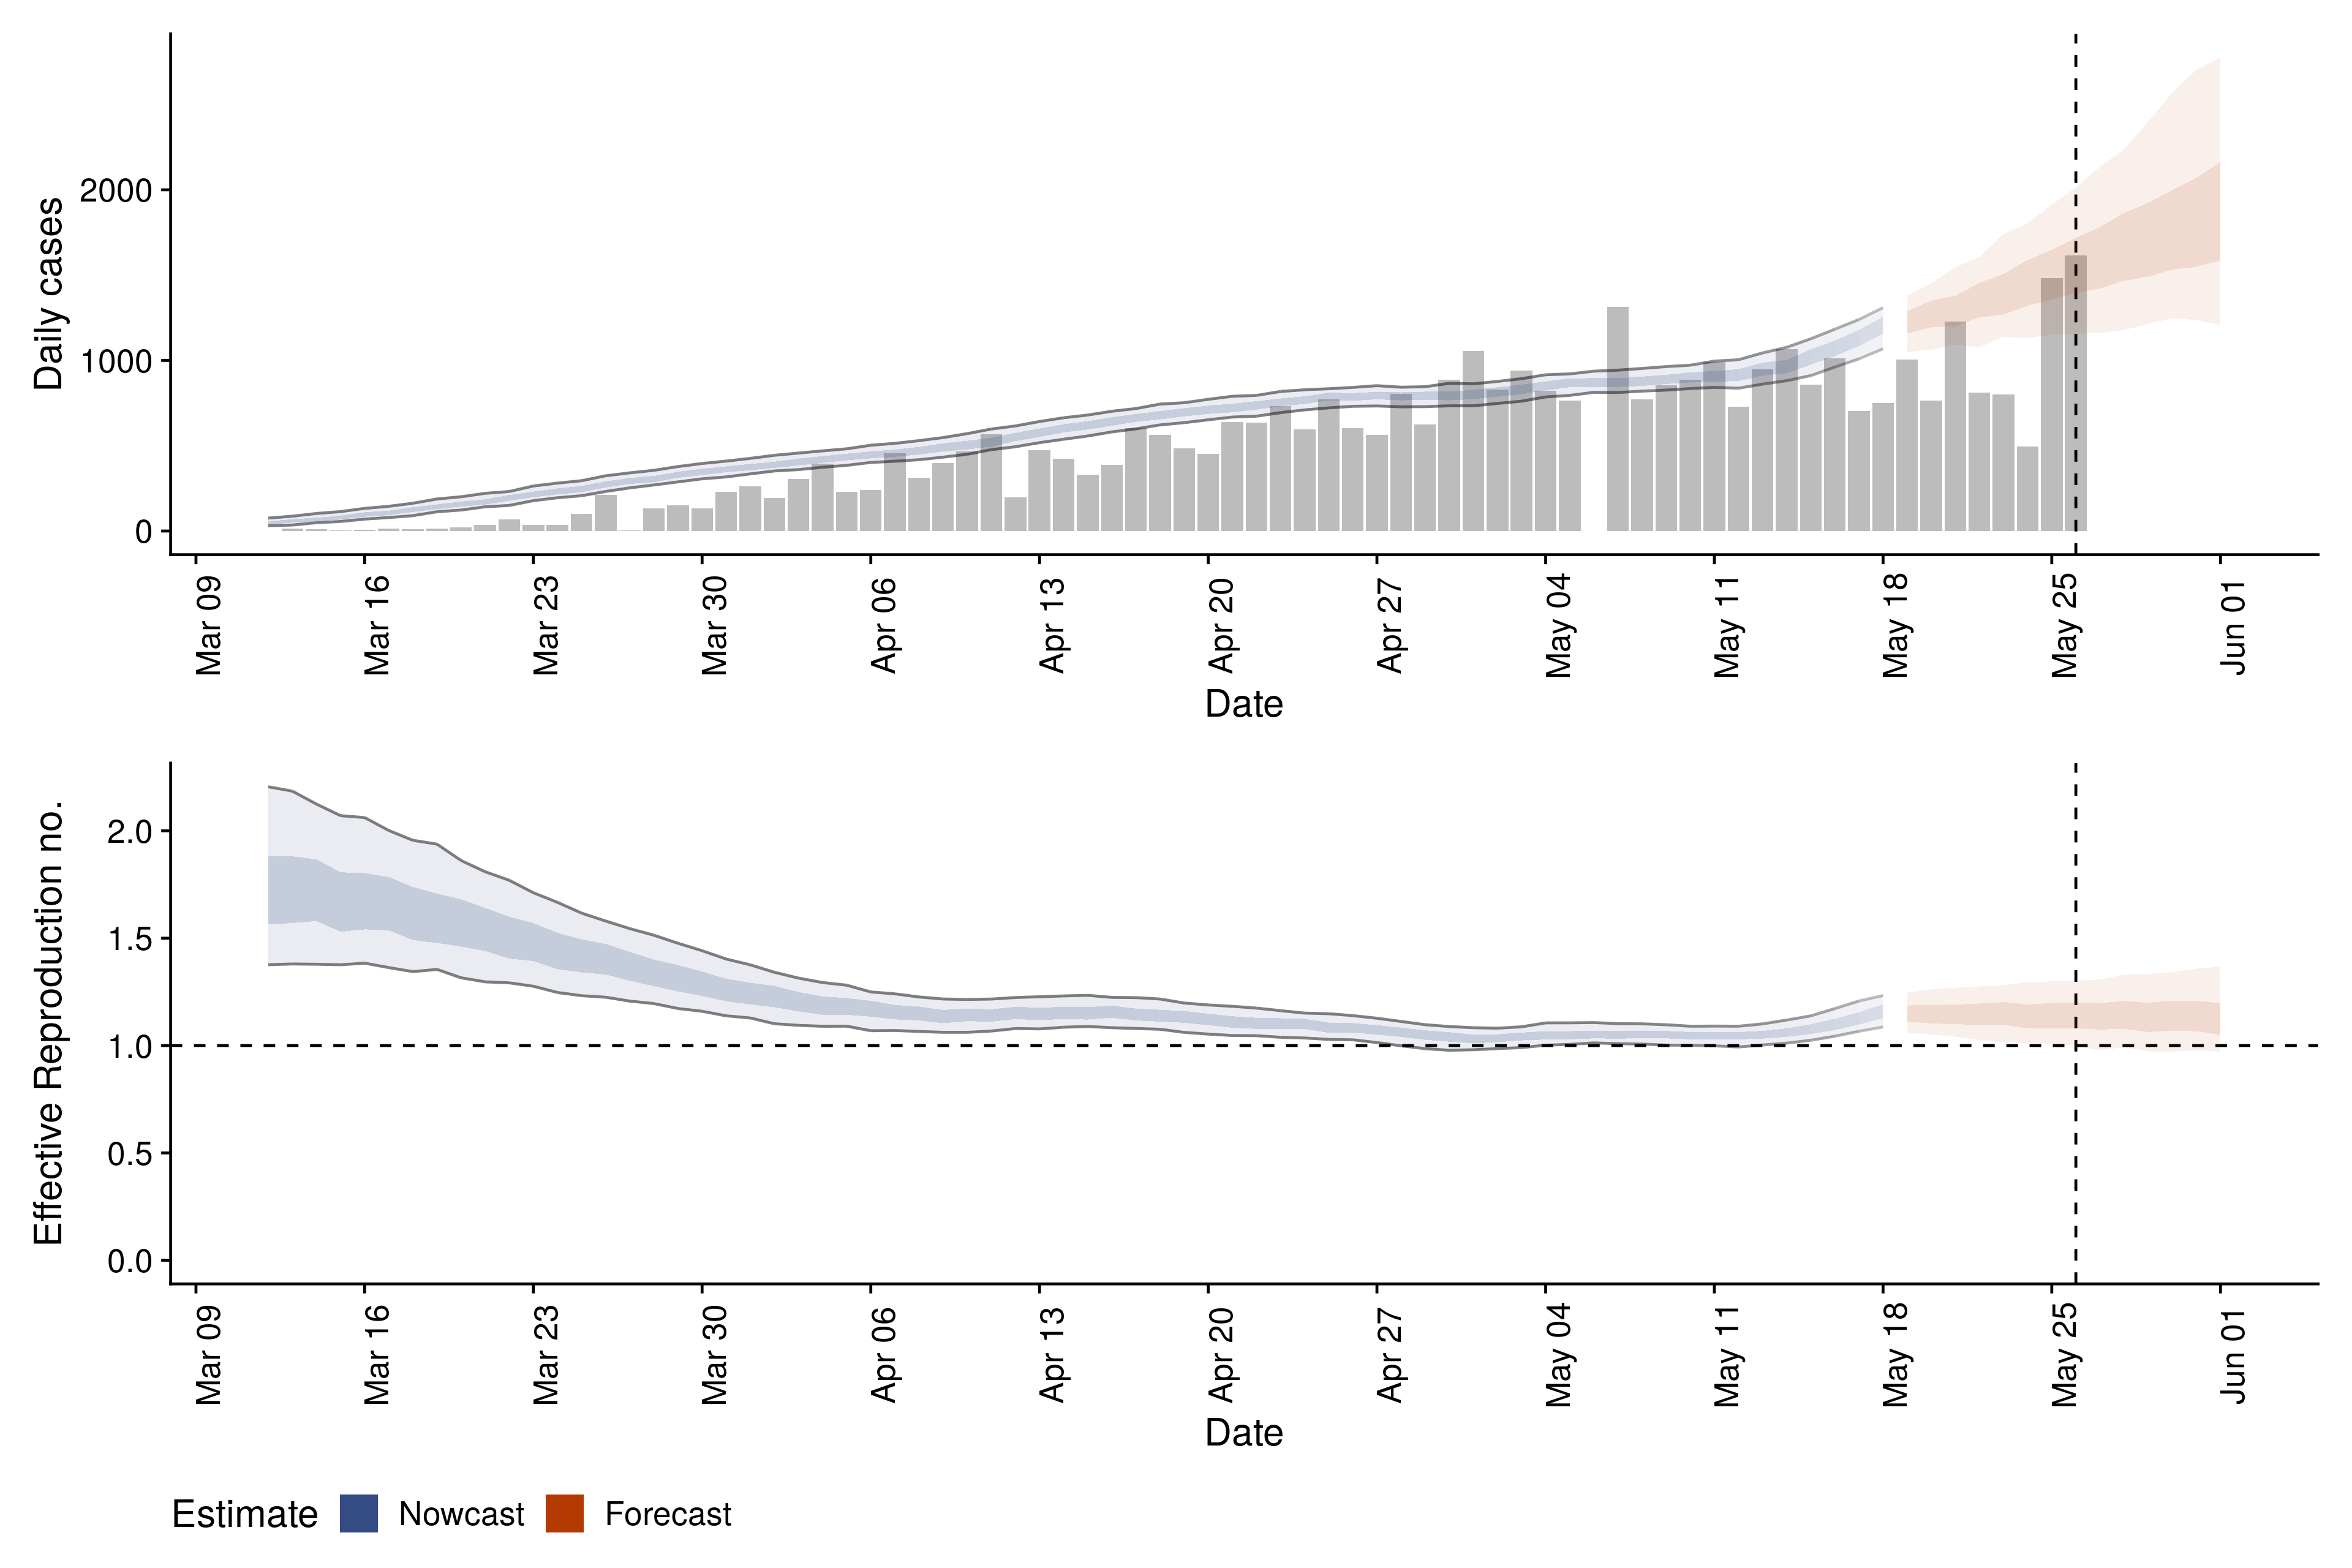 Daily cases
2000
1000
0
Mar 09 Mar 16 Mar 23 Mar 30 Apr 06 Apr 13 Apr 20 Apr 27 May 04 May 11 May 18 May 25 Jun 01
Date
Effective Reproduction no.
2.0
1.5
1.0
0.5
0.0
Mar 09 Mar 16 Mar 23 Mar 30 Apr 06 Apr 13 Apr 20 Apr 27 May 04 May 11 May 18 May 25 Jun 01
Date
Estimate Nowcast Forecast